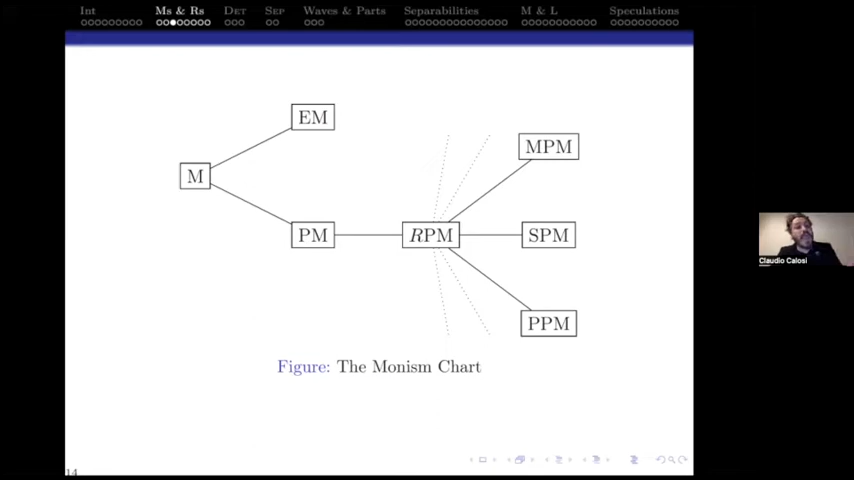 Int Ms & Rs Det Sep Waves & Parts Separabilities M & L Speculations
EM
MPM
M
PM RPM SPM
PPM
Figure: The Monism Chart
14
Claudio Calosi